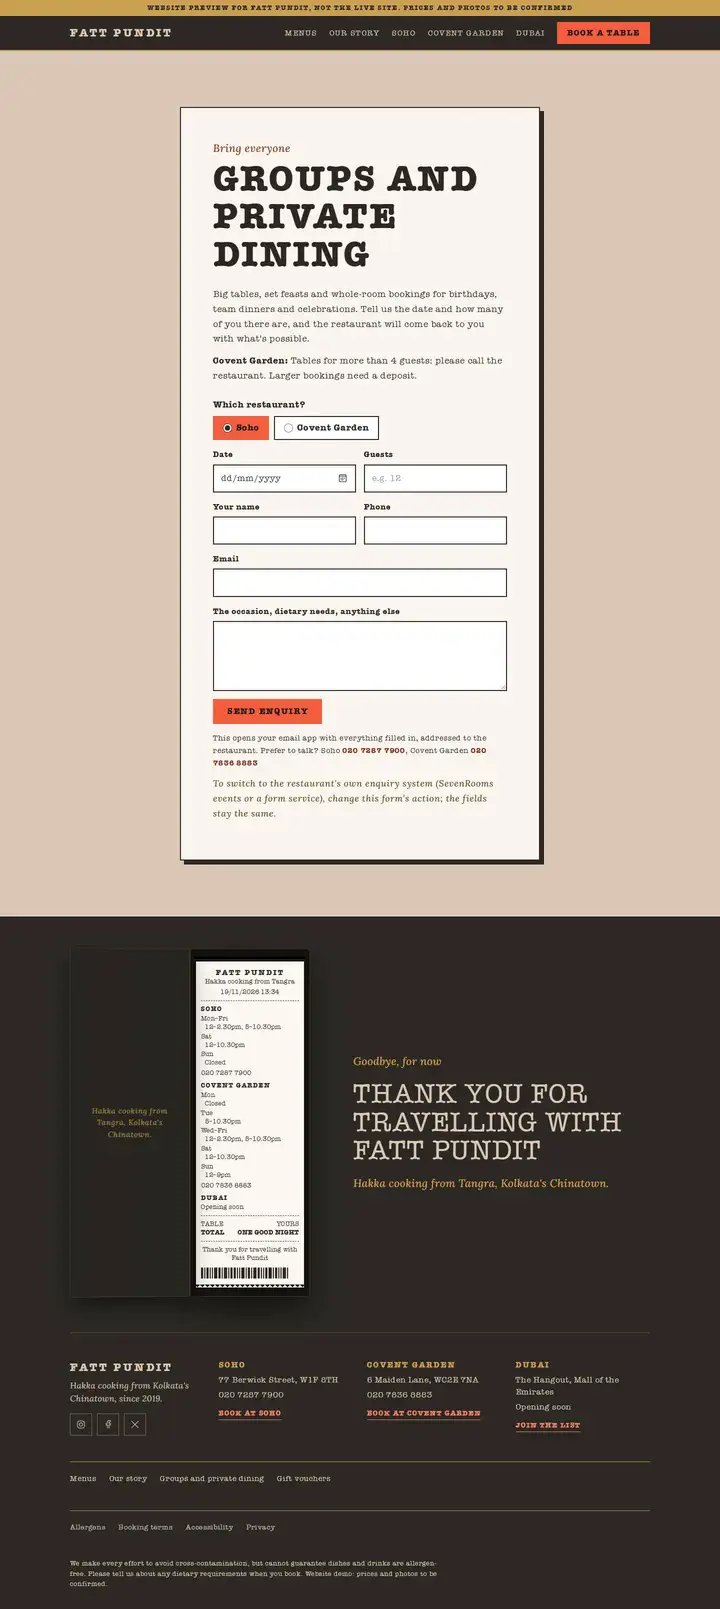 WEBSITE PREVIEW FOR FATT PUNDIT, NOT THE LIVE SITE. PRICES AND PHOTOS TO BE CONFIRMED
FATT PUNDIT
MENUS OUR STORY SOHO COVENT GARDEN DUBAI BOOK A TABLE
Bring everyone
GROUPS AND
PRIVATE
DINING
Big tables, set feasts and whole-room bookings for birthdays,
team dinners and celebrations. Tell us the date and how many
of you there are, and the restaurant will come back to you
with what's possible.
Covent Garden: Tables for more than 4 guests: please call the
restaurant. Larger bookings need a deposit.
Which restaurant?
Soho Covent Garden
Date Guests
dd/mm/yyyy e.g. 12
Your name Phone
Email
The occasion, dietary needs, anything else
SEND ENQUIRY
This opens your email app with everything filled in, addressed to the
restaurant. Prefer to talk? Soho 020 7287 7900, Covent Garden 020
7836 8883
To switch to the restaurant's own enquiry system (SevenRooms
events or a form service), change this form's action; the fields
stay the same.
Hakka cooking from
Tangra, Kolkata's
Chinatown.
FATT PUNDIT
Hakka cooking from Tangra
19/11/2026 13:34
SOHO
Mon-Fri
12-2.30pm, 5-10.30pm
Sat
12-10.30pm
Sun
Closed
020 7287 7900
COVENT GARDEN
Mon
Closed
Tue
5-10.30pm
Wed-Fri
12-2.30pm, 5-10.30pm
Sat
12-10.30pm
Sun
12-9pm
020 7836 8883
DUBAI
Opening soon
TABLE YOURS
TOTAL ONE GOOD NIGHT
Thank you for travelling with
Fatt Pundit
Goodbye, for now
THANK YOU FOR
TRAVELLING WITH
FATT PUNDIT
Hakka cooking from Tangra, Kolkata's Chinatown.
FATT PUNDIT
Hakka cooking from Kolkata's
Chinatown, since 2019.
SOHO
77 Berwick Street, W1F 8TH
020 7287 7900
BOOK AT SOHO
COVENT GARDEN
6 Maiden Lane, WC2E 7NA
020 7836 8883
BOOK AT COVENT GARDEN
DUBAI
The Hangout, Mall of the
Emirates
Opening soon
JOIN THE LIST
Menus Our story Groups and private dining Gift vouchers
Allergens Booking terms Accessibility Privacy
We make every effort to avoid cross-contamination, but cannot guarantee dishes and drinks are allergen-
free. Please tell us about any dietary requirements when you book. Website demo: prices and photos to be
confirmed.